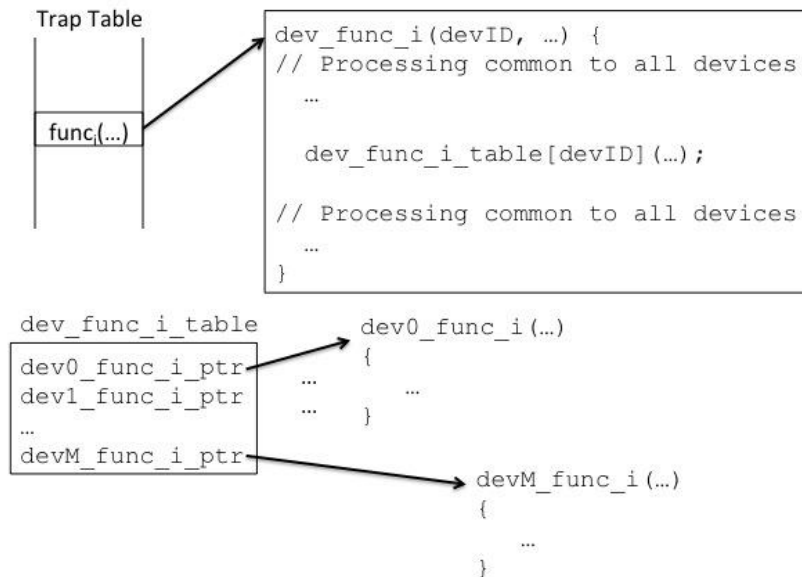 Trap Table
funcᵢ(…)
dev_func_i(devID, …) {
// Processing common to all devices
…
dev_func_i_table[devID](…);
// Processing common to all devices
…
}
dev_func_i_table
dev0_func_i_ptr
dev1_func_i_ptr
…
devM_func_i_ptr
…
…
dev0_func_i(…)
{
…
}
devM_func_i(…)
{
…
}